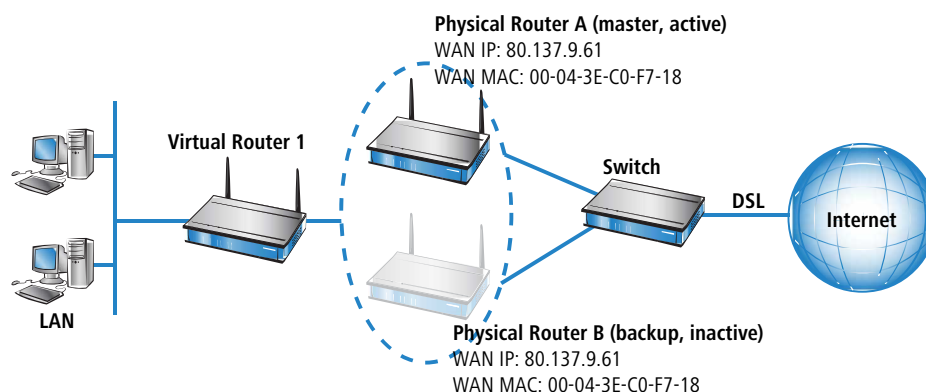 Physical Router A (master, active)
WAN IP: 80.137.9.61
WAN MAC: 00-04-3E-C0-F7-18
Virtual Router 1
Switch
DSL
Internet
LAN
Physical Router B (backup, inactive)
WAN IP: 80.137.9.61
WAN MAC: 00-04-3E-C0-F7-18